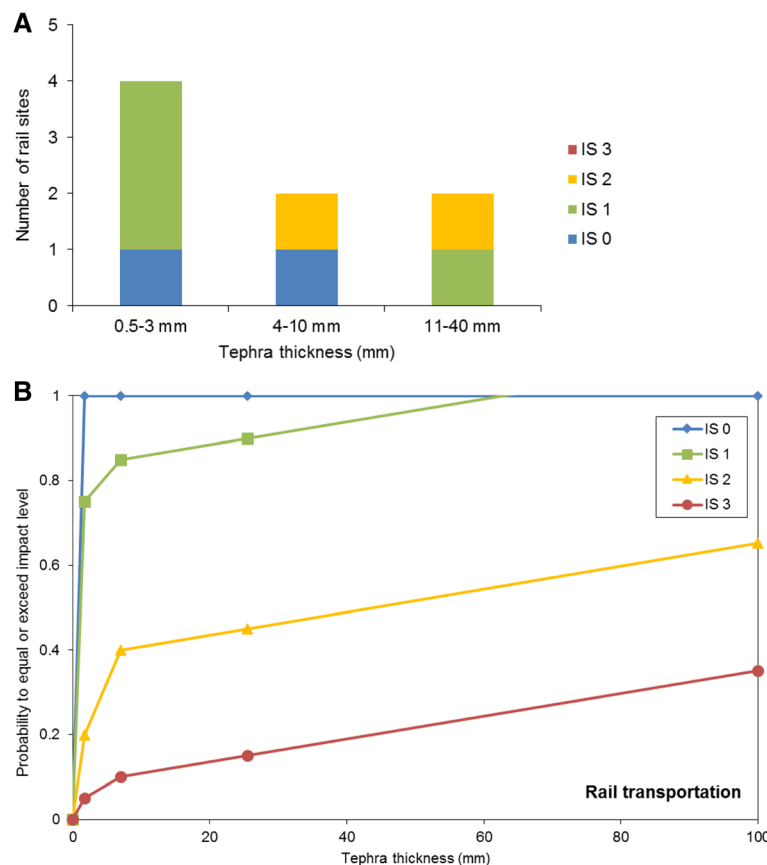 A
Number of rail sites
5
4
3
2
1
0
0.5-3 mm 4-10 mm 11-40 mm
Tephra thickness (mm)
IS 3
IS 2
IS 1
IS 0
B
Probability to equal or exceed impact level
1
0.8
0.6
0.4
0.2
0
0 20 40 60 80 100
Tephra thickness (mm)
IS 0
IS 1
IS 2
IS 3
Rail transportation